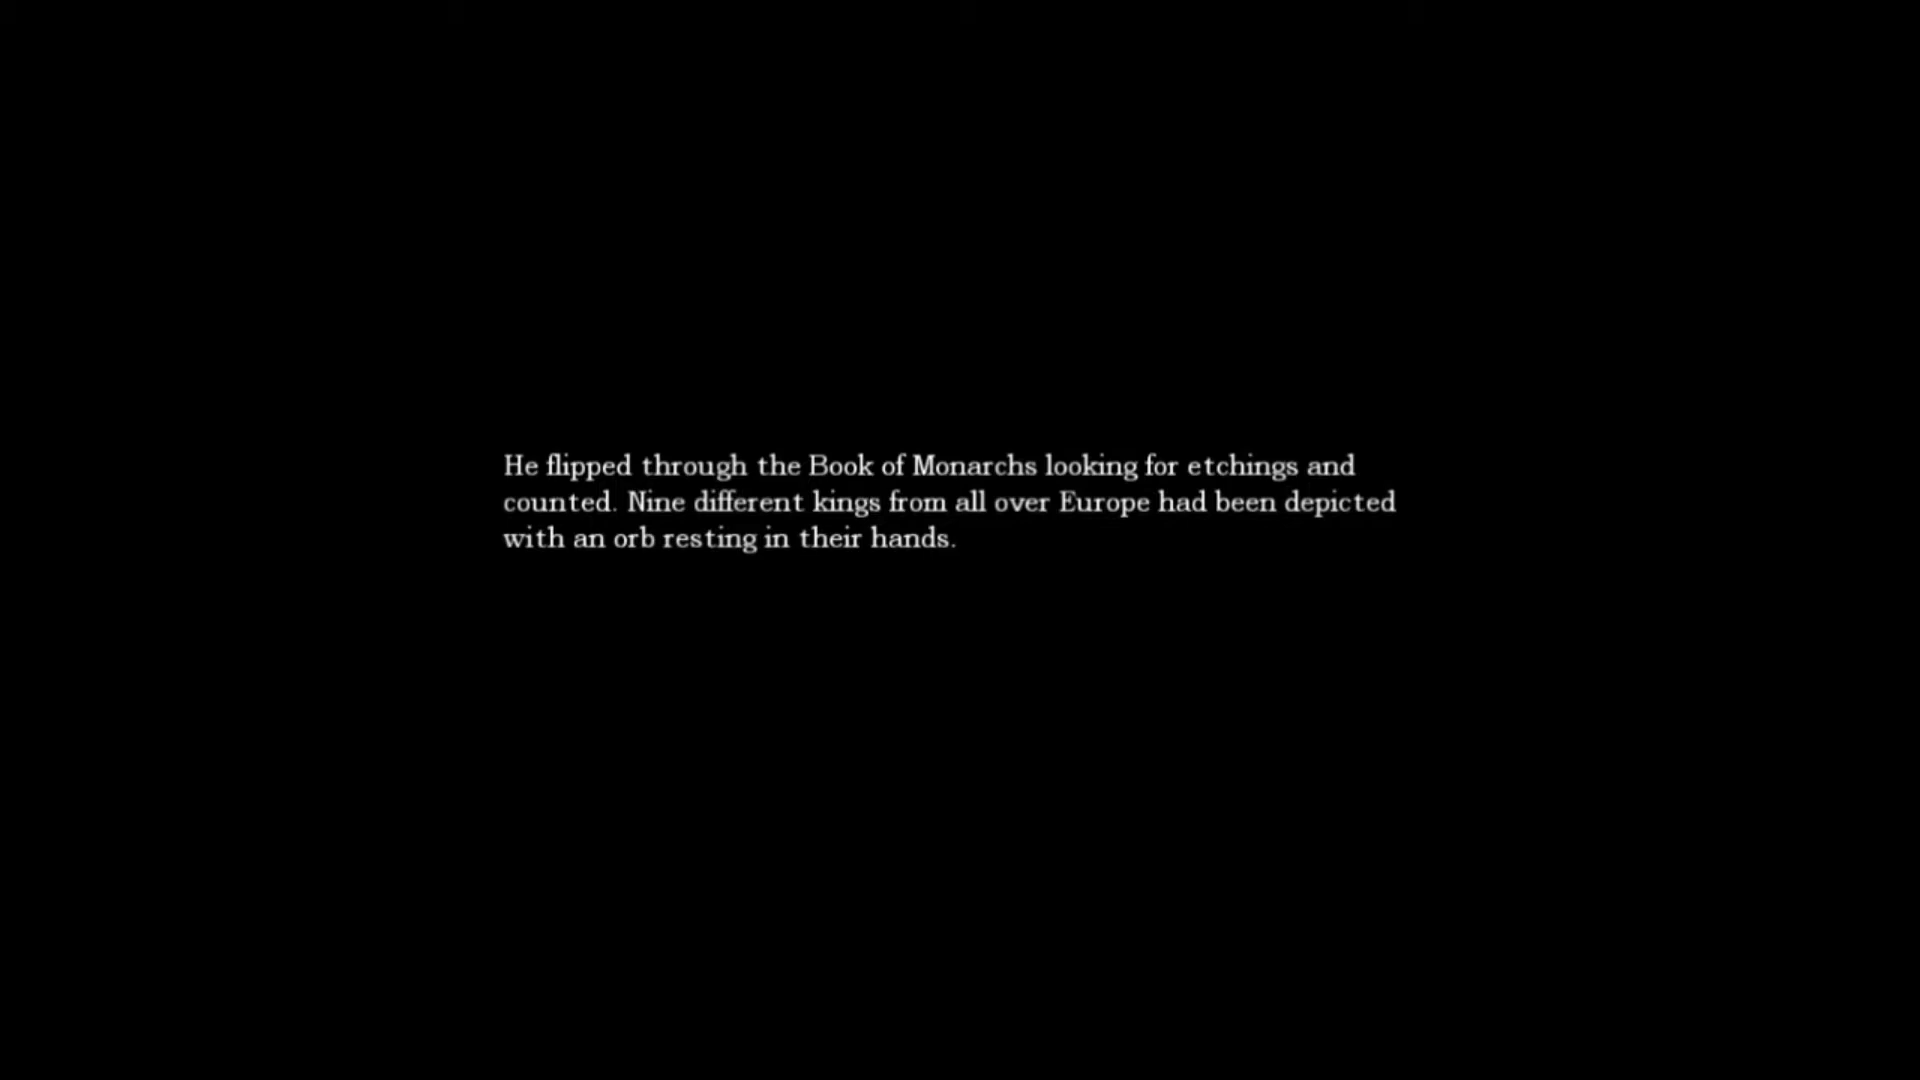 He flipped through the Book of Monarchs looking for etchings and
counted. Nine different kings from all over Europe had been depicted
with an orb resting in their hands.